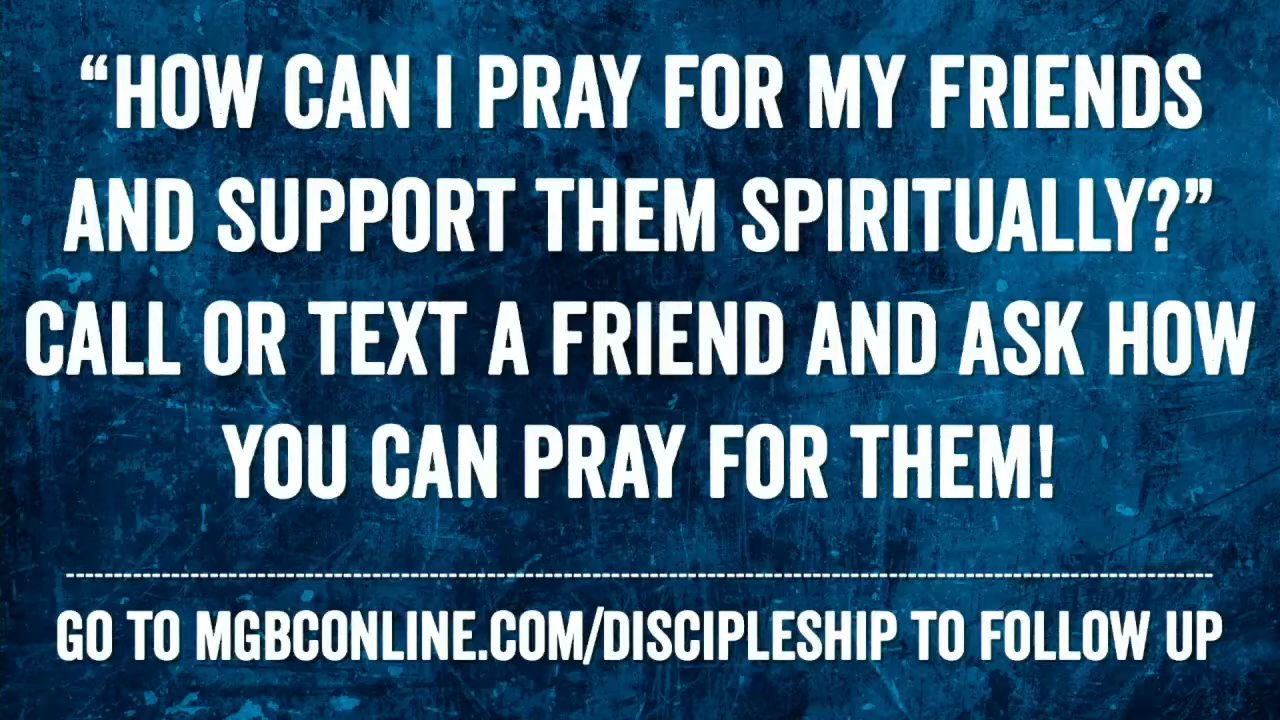 “HOW CAN I PRAY FOR MY FRIENDS
AND SUPPORT THEM SPIRITUALLY?”
CALL OR TEXT A FRIEND AND ASK HOW
YOU CAN PRAY FOR THEM!
GO TO MGBCONLINE.COM/DISCIPLESHIP TO FOLLOW UP